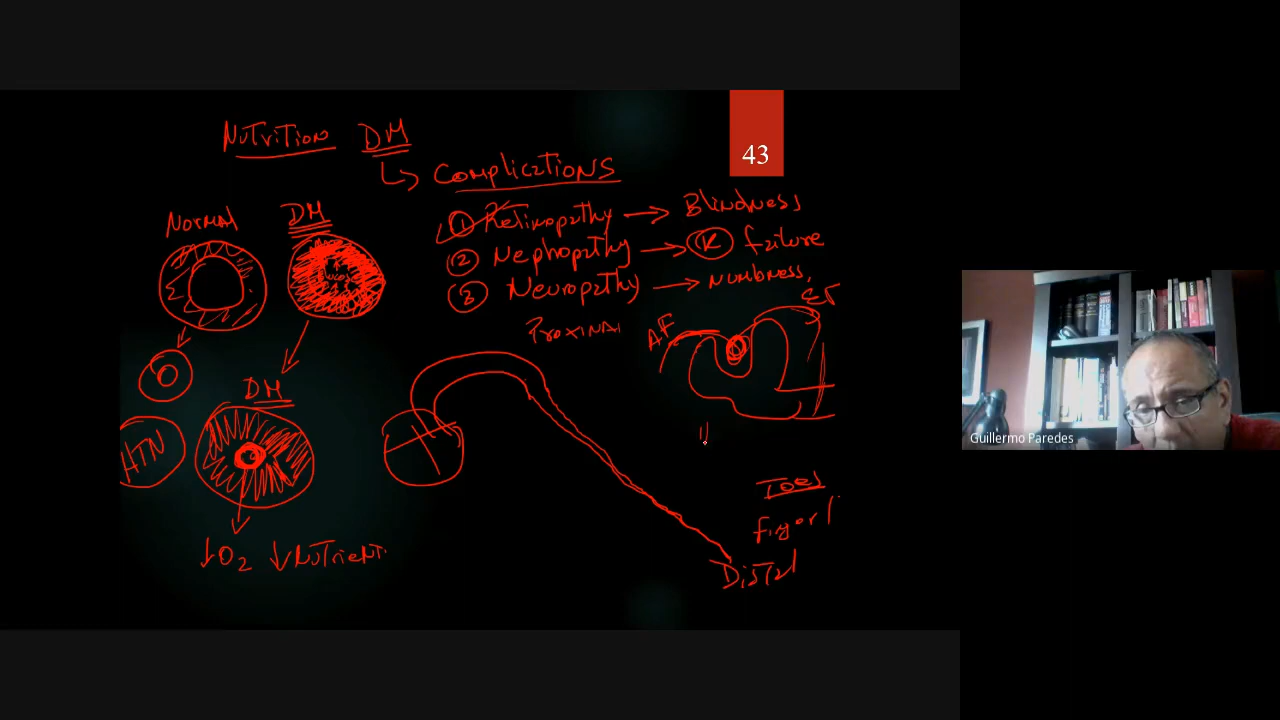 Nutrition DM
43
Complications
Normal
DM
① Retinopathy → Blindness
② Nephopathy → Ⓚ failure
③ Neuropathy → Numbness,
Proximal
AF
DM
HTN
↓O2 ↓Nutrient
Toes
finger
Distal
Guillermo Paredes